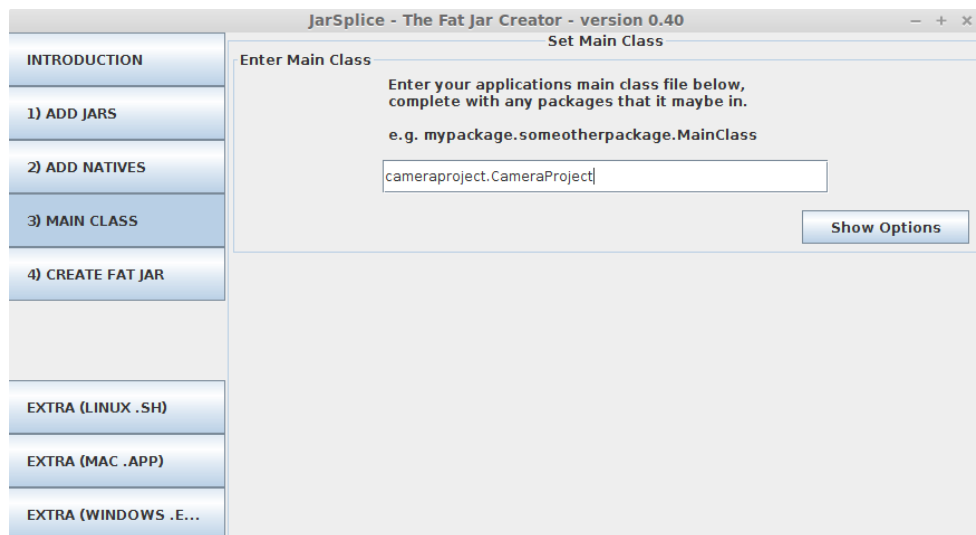 JarSplice - The Fat Jar Creator - version 0.40
INTRODUCTION
1) ADD JARS
2) ADD NATIVES
3) MAIN CLASS
4) CREATE FAT JAR
EXTRA (LINUX .SH)
EXTRA (MAC .APP)
EXTRA (WINDOWS .E...
Set Main Class
Enter Main Class
Enter your applications main class file below,
complete with any packages that it maybe in.
e.g. mypackage.someotherpackage.MainClass
cameraproject.CameraProject
Show Options